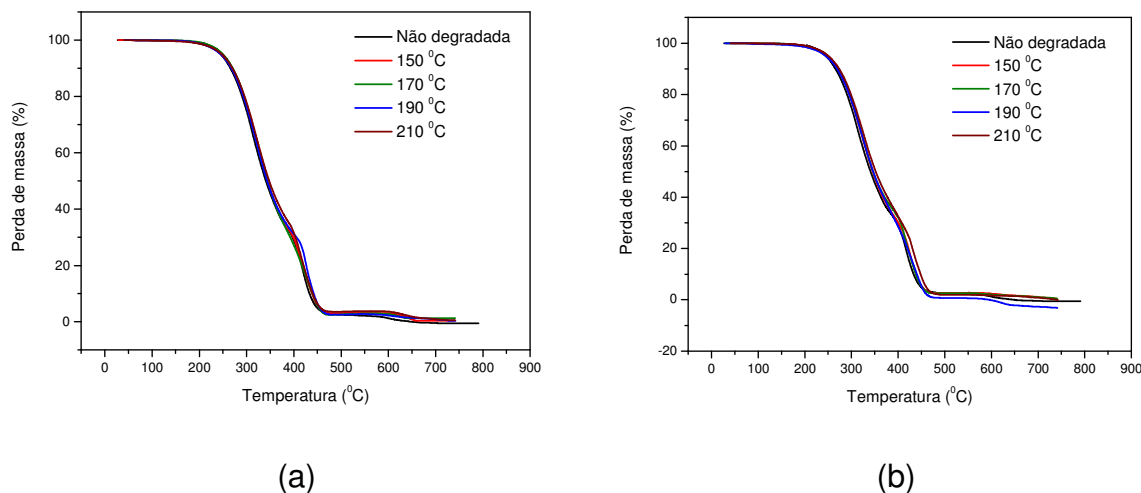 100
80
60
40
20
0
Perda de massa (%)
Não degradada
150 ⁰C
170 ⁰C
190 ⁰C
210 ⁰C
0 100 200 300 400 500 600 700 800 900
Temperatura (⁰C)
(a)
100
80
60
40
20
0
-20
Perda de massa (%)
Não degradada
150 ⁰C
170 ⁰C
190 ⁰C
210 ⁰C
0 100 200 300 400 500 600 700 800 900
Temperatura (⁰C)
(b)